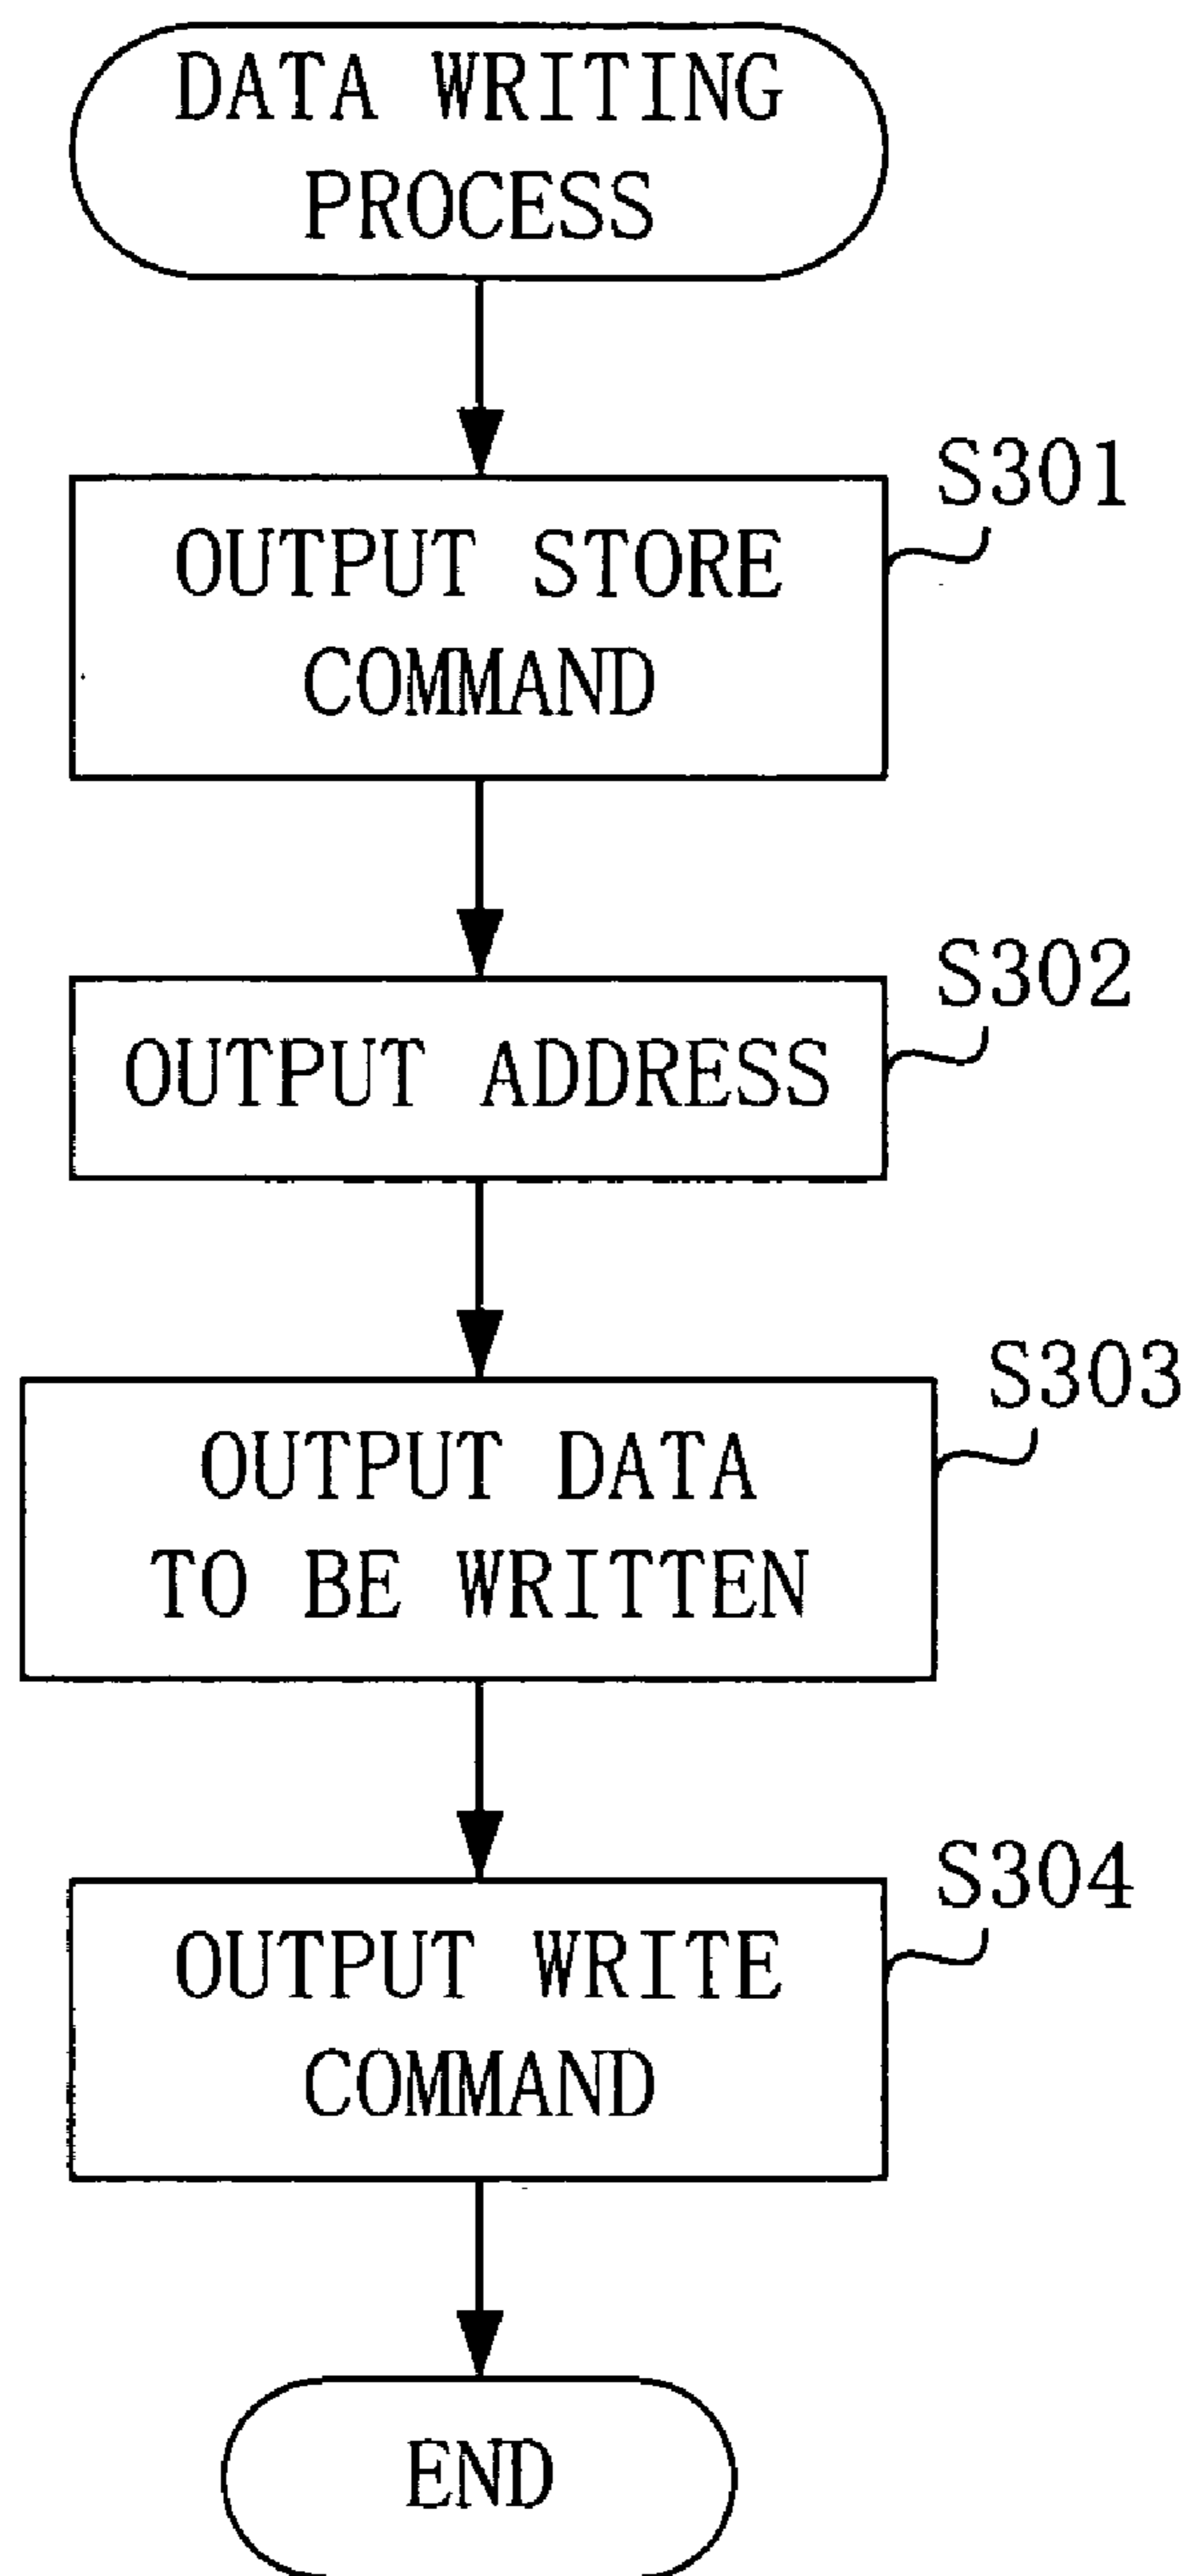 DATA WRITING
PROCESS
S301
OUTPUT STORE
COMMAND
S302
OUTPUT ADDRESS
S303
OUTPUT DATA
TO BE WRITTEN
S304
OUTPUT WRITE
COMMAND
END